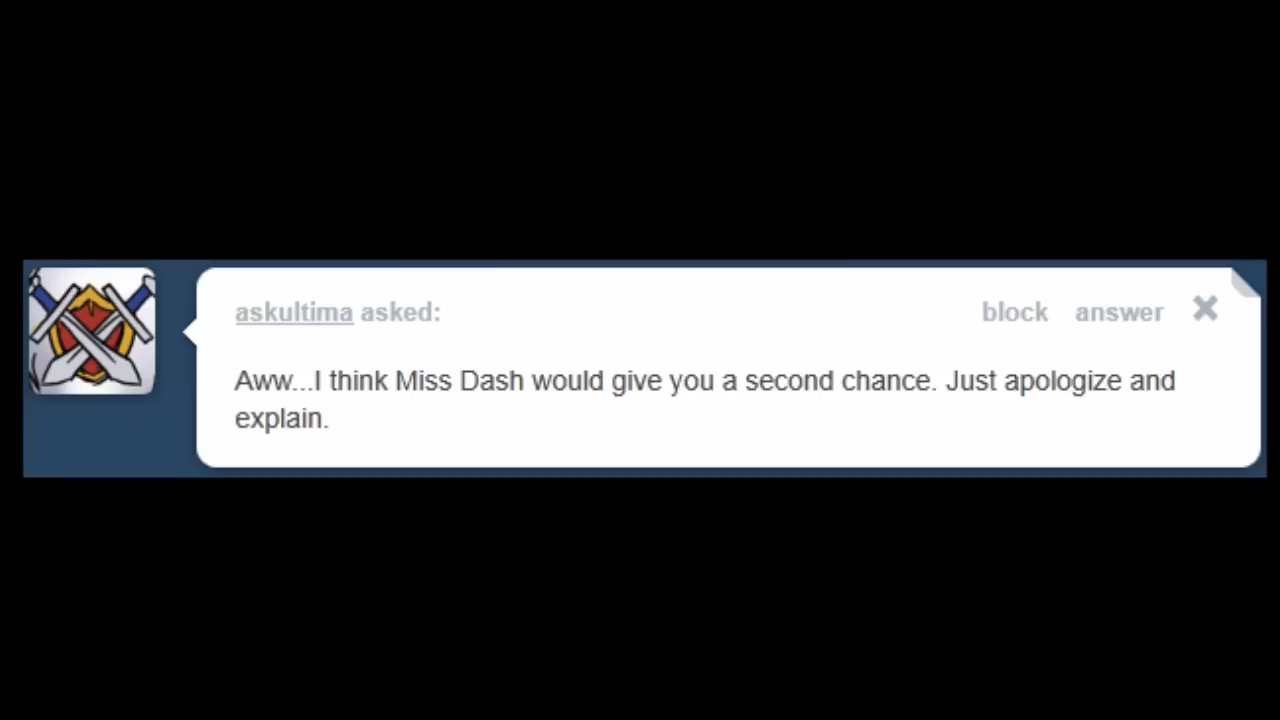 askultima asked: block answer ✖
Aww...I think Miss Dash would give you a second chance. Just apologize and
explain.